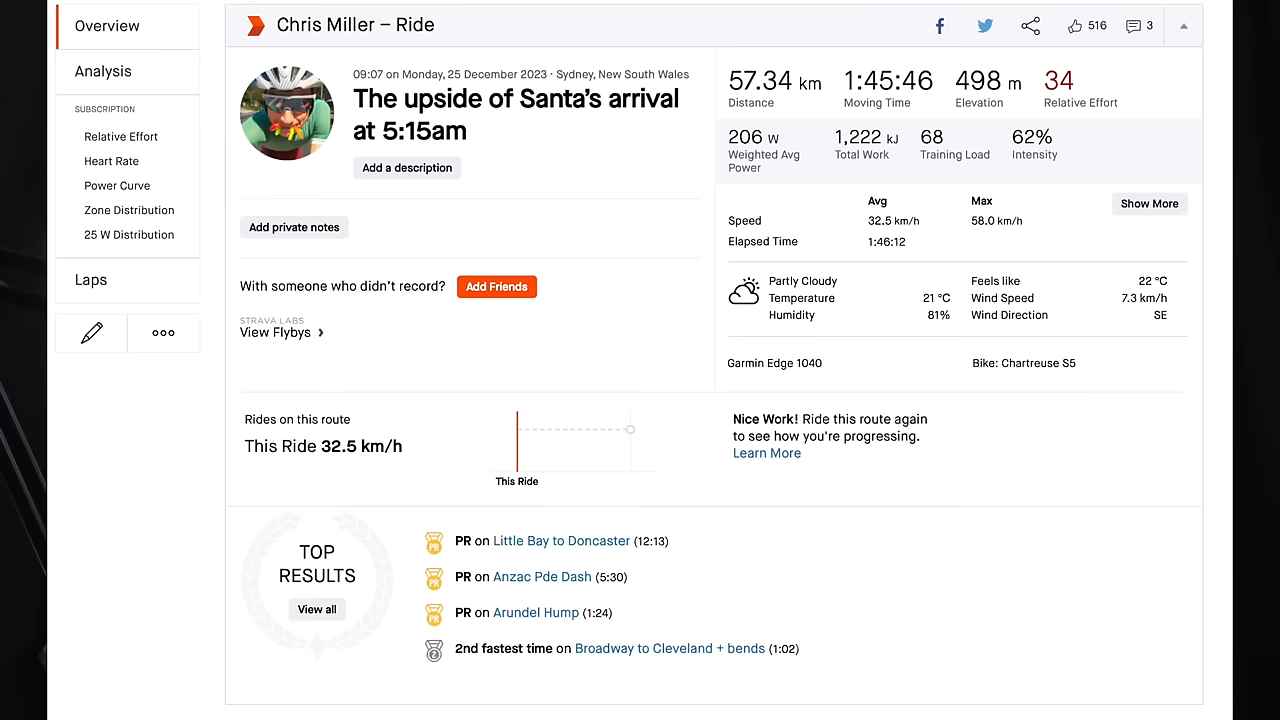 Overview
Analysis
SUBSCRIPTION
Relative Effort
Heart Rate
Power Curve
Zone Distribution
25 W Distribution
Laps
Chris Miller – Ride
516
3
09:07 on Monday, 25 December 2023 · Sydney, New South Wales
The upside of Santa's arrival
at 5:15am
Add a description
Add private notes
With someone who didn't record? Add Friends
STRAVA LABS
View Flybys
57.34 km 1:45:46 498 m 34
Distance Moving Time Elevation Relative Effort
206 W 1,222 kJ 68 62%
Weighted Avg Power Total Work Training Load Intensity
Avg Max Show More
Speed 32.5 km/h 58.0 km/h
Elapsed Time 1:46:12
Partly Cloudy Feels like 22 °C
Temperature 21 °C Wind Speed 7.3 km/h
Humidity 81% Wind Direction SE
Garmin Edge 1040 Bike: Chartreuse S5
Rides on this route
This Ride 32.5 km/h
This Ride
Nice Work! Ride this route again
to see how you're progressing.
Learn More
TOP
RESULTS
View all
PR PR on Little Bay to Doncaster (12:13)
PR PR on Anzac Pde Dash (5:30)
PR PR on Arundel Hump (1:24)
2 2nd fastest time on Broadway to Cleveland + bends (1:02)